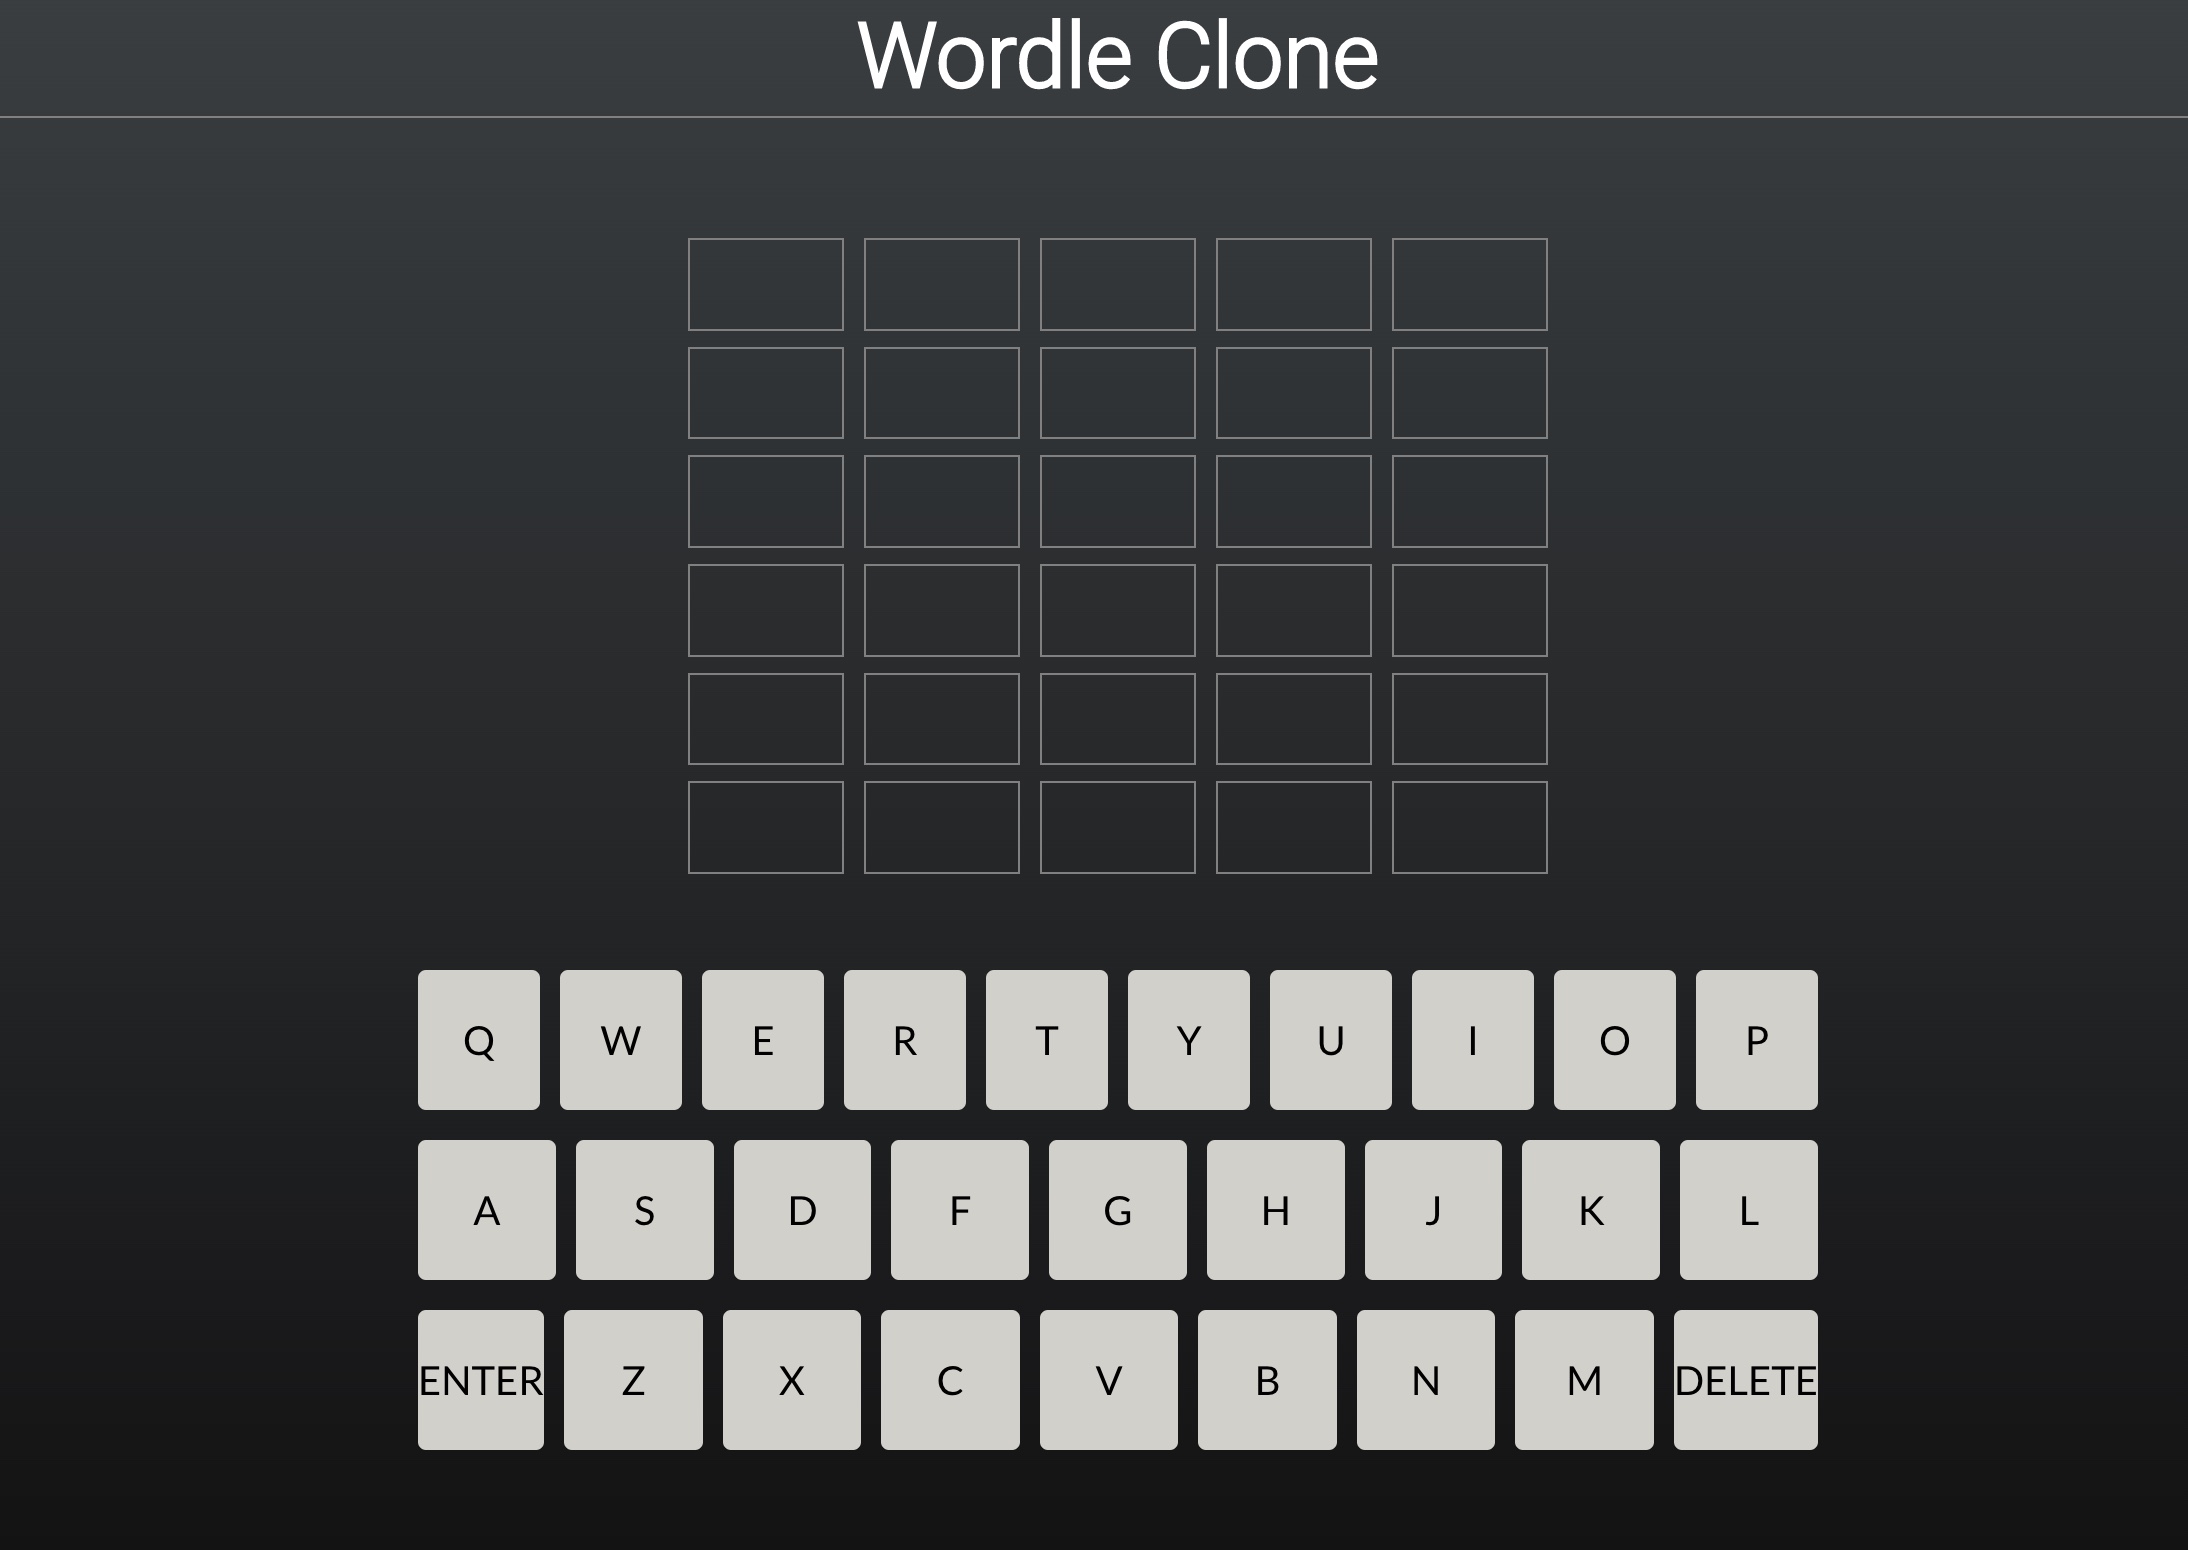 Wordle Clone
Q W E R T Y U I O P
A S D F G H J K L
ENTER Z X C V B N M DELETE